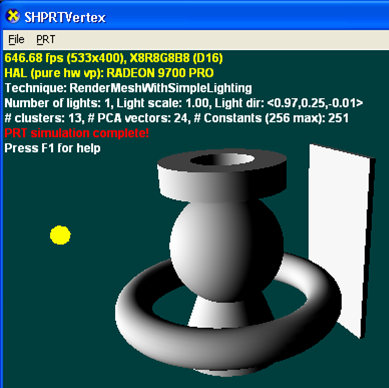 SHPRTVertex
File PRT
646.68 fps (533x400), X8R8G8B8 (D16)
HAL (pure hw vp): RADEON 9700 PRO
Technique: RenderMeshWithSimpleLighting
Number of lights: 1, Light scale: 1.00, Light dir: <0.97,0.25,-0.01>
# clusters: 13, # PCA vectors: 24, # Constants (256 max): 251
PRT simulation complete!
Press F1 for help